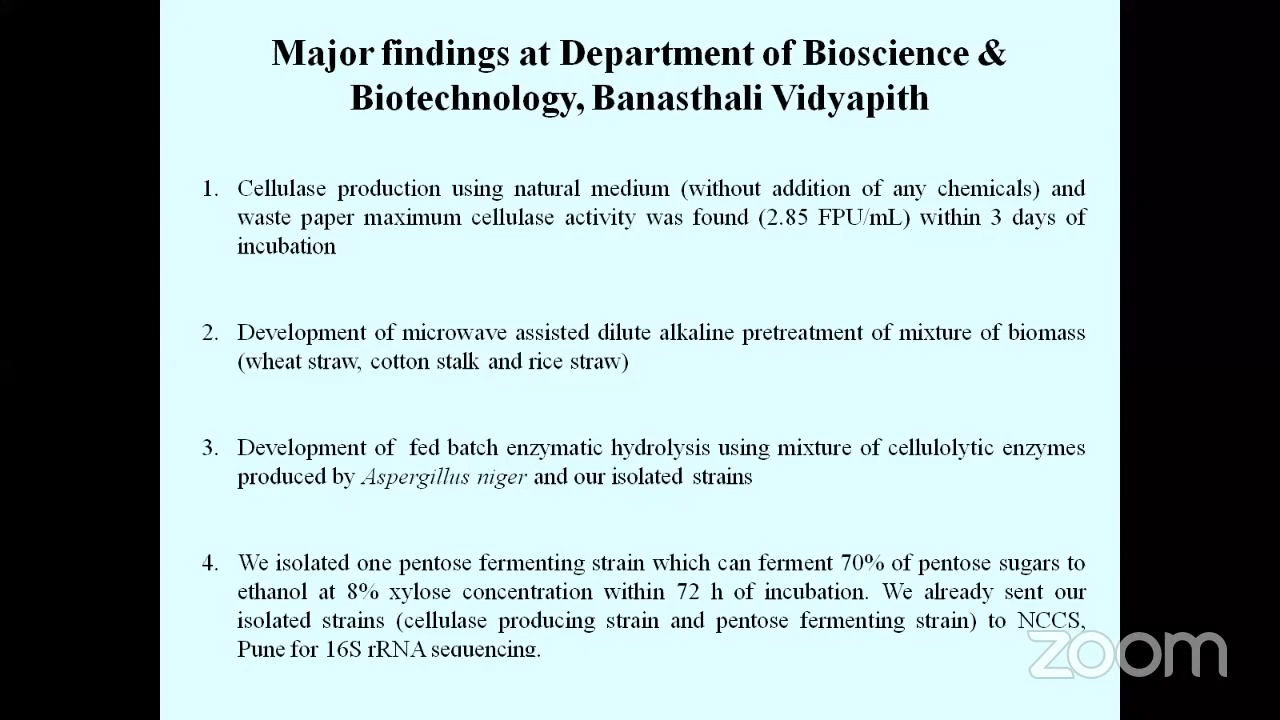 Major findings at Department of Bioscience &
Biotechnology, Banasthali Vidyapith
1. Cellulase production using natural medium (without addition of any chemicals) and
waste paper maximum cellulase activity was found (2.85 FPU/mL) within 3 days of
incubation
2. Development of microwave assisted dilute alkaline pretreatment of mixture of biomass
(wheat straw, cotton stalk and rice straw)
3. Development of fed batch enzymatic hydrolysis using mixture of cellulolytic enzymes
produced by Aspergillus niger and our isolated strains
4. We isolated one pentose fermenting strain which can ferment 70% of pentose sugars to
ethanol at 8% xylose concentration within 72 h of incubation. We already sent our
isolated strains (cellulase producing strain and pentose fermenting strain) to NCCS,
Pune for 16S rRNA sequencing.
zoom